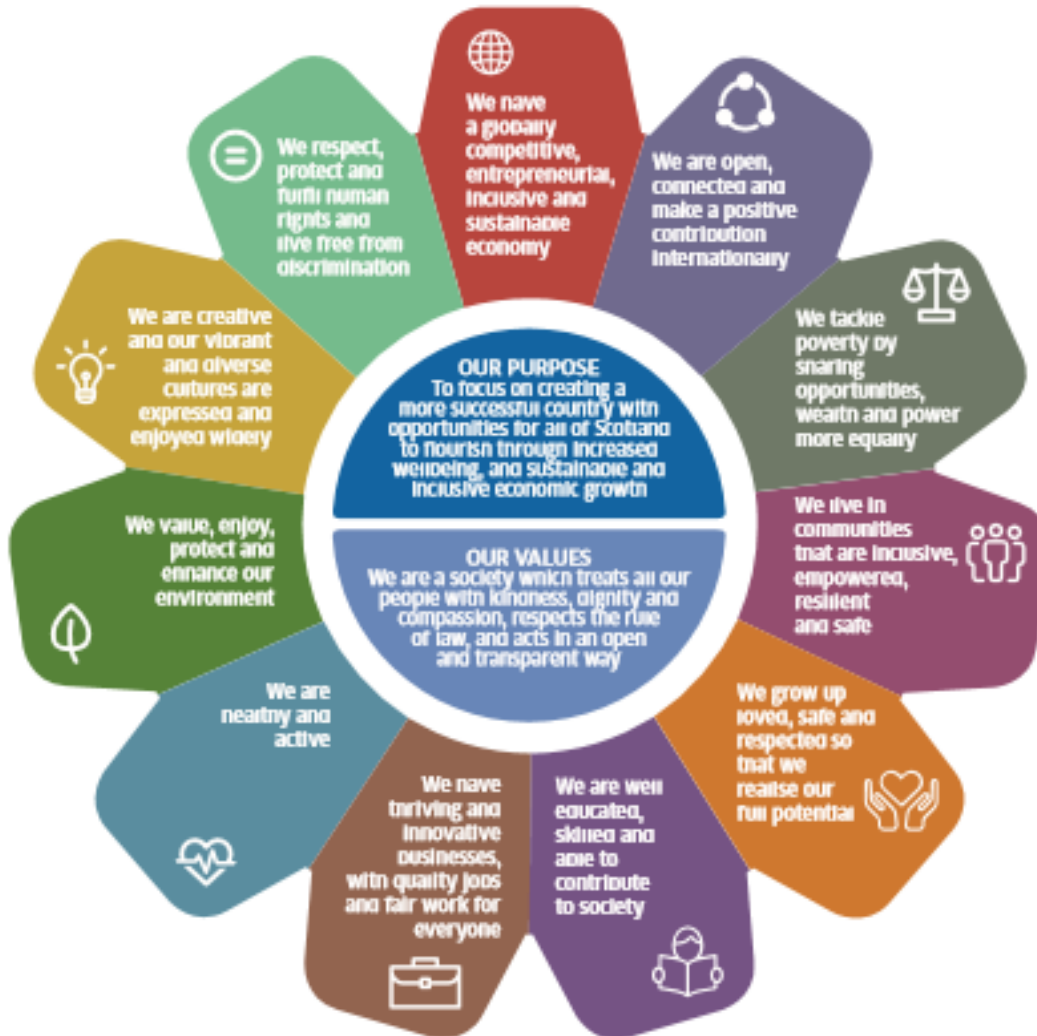 We have
a globally
competitive,
entrepreneurial,
inclusive and
sustainable
economy
We are open,
connected and
make a positive
contribution
internationally
We tackle
poverty by
sharing
opportunities,
wealth and power
more equally
We live in
communities
that are inclusive,
empowered,
resilient
and safe
We grow up
loved, safe and
respected so
that we
realise our
full potential
We are well
educated,
skilled and
able to
contribute
to society
We have
thriving and
innovative
businesses,
with quality jobs
and fair work for
everyone
We are
healthy and
active
We value, enjoy,
protect and
enhance our
environment
We are creative
and our vibrant
and diverse
cultures are
expressed and
enjoyed widely
We respect,
protect and
fulfil human
rights and
live free from
discrimination
OUR PURPOSE
To focus on creating a
more successful country with
opportunities for all of Scotland
to flourish through increased
wellbeing, and sustainable and
inclusive economic growth
OUR VALUES
We are a society which treats all our
people with kindness, dignity and
compassion, respects the rule
of law, and acts in an open
and transparent way